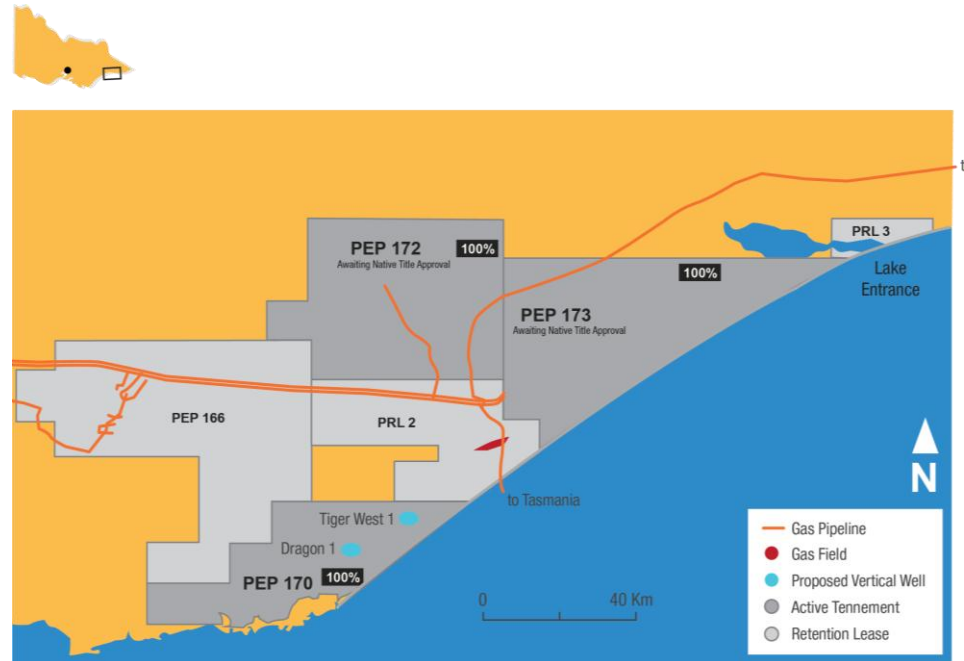 t
PRL 3
PEP 172
100%
Awaiting Native Title Approval
100%
Lake
Entrance
PEP 173
Awaiting Native Title Approval
PEP 166
PRL 2
N
to Tasmania
Tiger West 1
Dragon 1
PEP 170
100%
0
40 Km
Gas Pipeline
Gas Field
Proposed Vertical Well
Active Tennement
Retention Lease